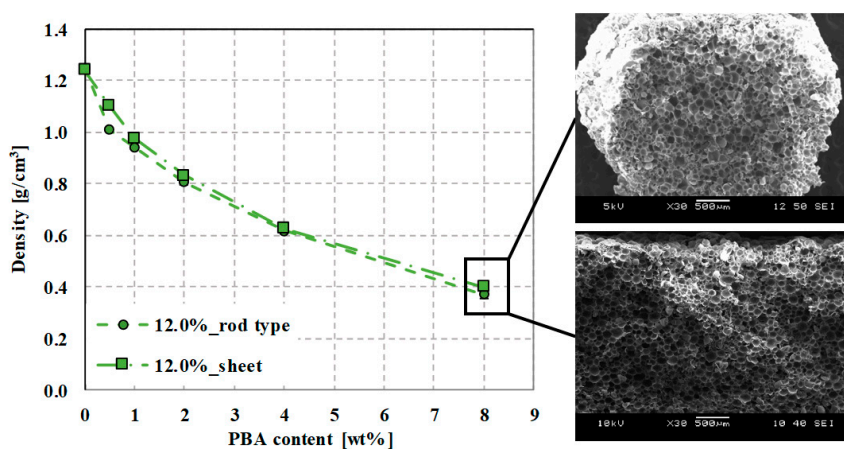 1.4
1.2
1.0
0.8
0.6
0.4
0.2
0.0
Density [g/cm³]
12.0%_rod type
12.0%_sheet
0 1 2 3 4 5 6 7 8 9
PBA content [wt%]
5kV X30 500µm 12 50 SEI
10kV X30 500µm 10 40 SEI